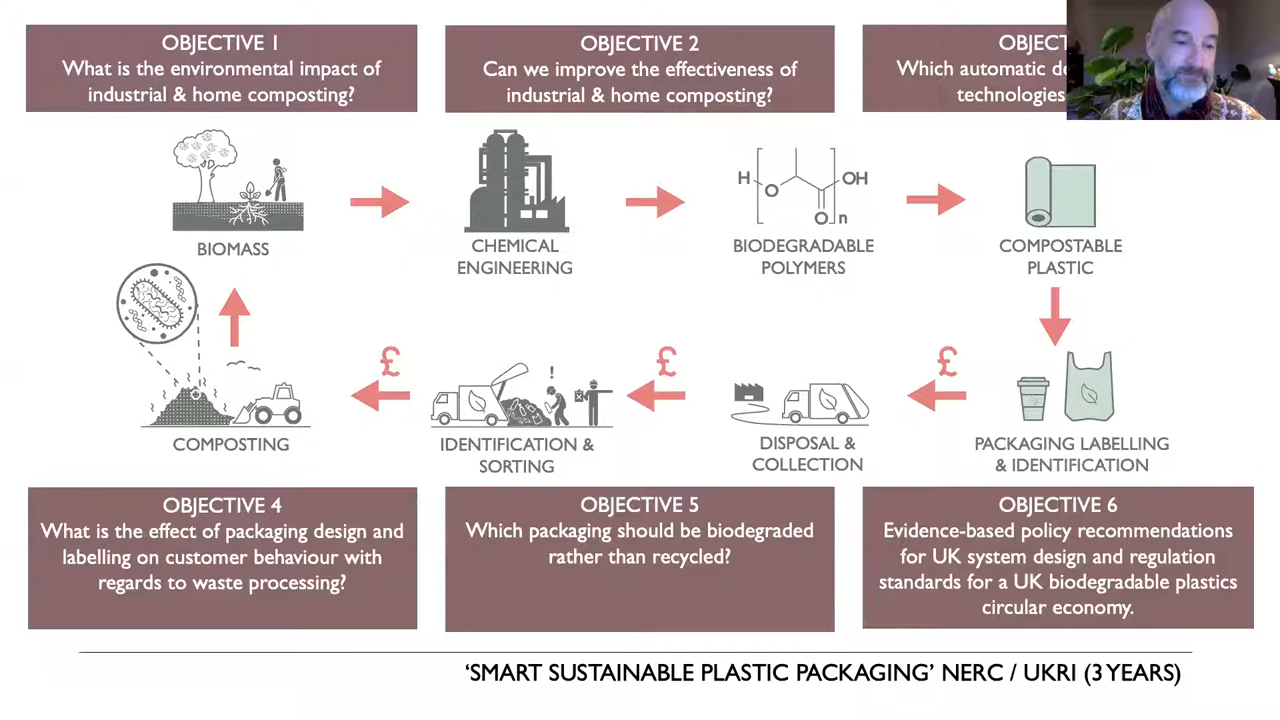 OBJECTIVE 1
What is the environmental impact of
industrial & home composting?
OBJECTIVE 2
Can we improve the effectiveness of
industrial & home composting?
Which automatic
technologies
BIOMASS
CHEMICAL
ENGINEERING
H
O
O
OH
n
BIODEGRADABLE
POLYMERS
COMPOSTABLE
PLASTIC
£
£
£
!
COMPOSTING
IDENTIFICATION &
SORTING
DISPOSAL &
COLLECTION
PACKAGING LABELLING
& IDENTIFICATION
OBJECTIVE 4
What is the effect of packaging design and
labelling on customer behaviour with
regards to waste processing?
OBJECTIVE 5
Which packaging should be biodegraded
rather than recycled?
OBJECTIVE 6
Evidence-based policy recommendations
for UK system design and regulation
standards for a UK biodegradable plastics
circular economy.
‘SMART SUSTAINABLE PLASTIC PACKAGING’ NERC / UKRI (3 YEARS)